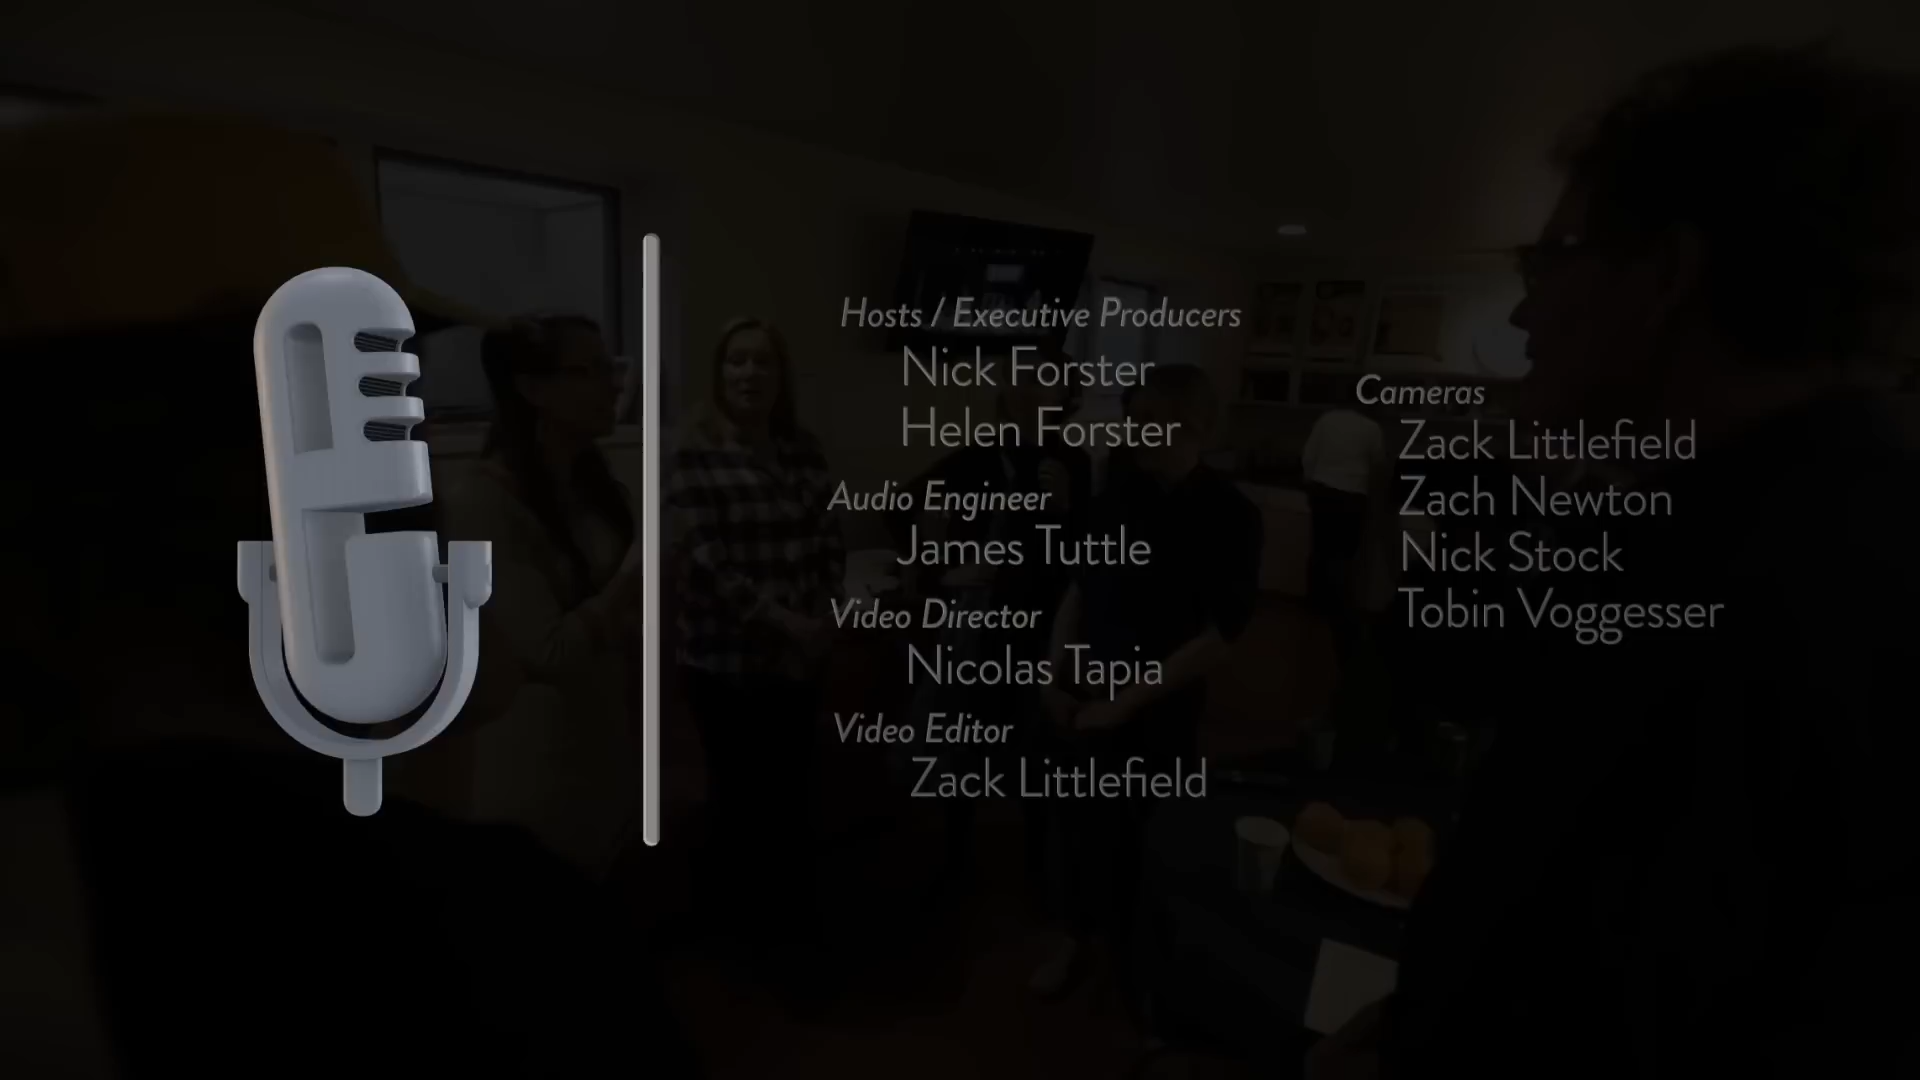 Hosts / Executive Producers
Nick Forster
Helen Forster
Audio Engineer
James Tuttle
Video Director
Nicolas Tapia
Video Editor
Zack Littlefield
Cameras
Zack Littlefield
Zach Newton
Nick Stock
Tobin Voggesser